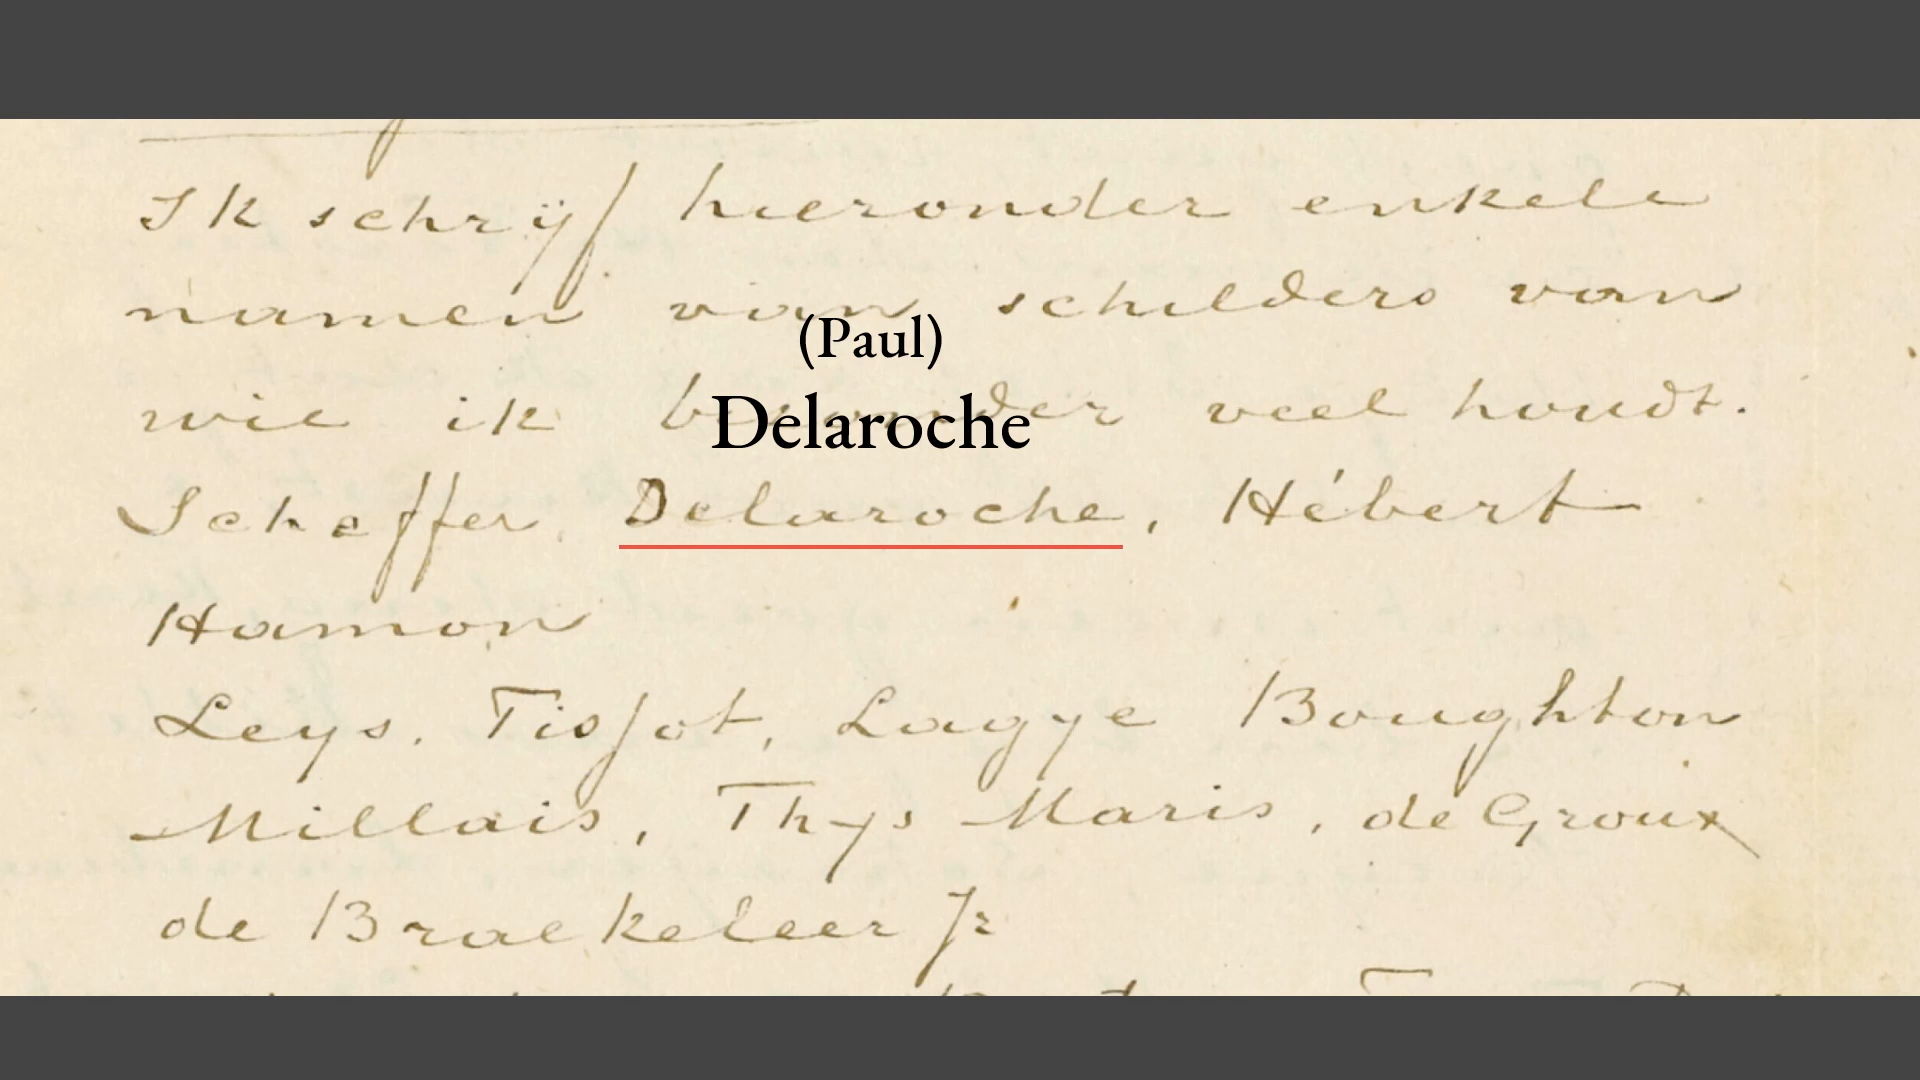 Ik schrijf hieronder enkele
namen van schilders van
(Paul)
wie ik bijzonder veel houdt.
Delaroche
Scheffer, Delaroche, Hébert
Hamon
Leys, Tissot, Lagye Boughton
Millais, Thys Maris, de Groux
de Braekeleer Jr